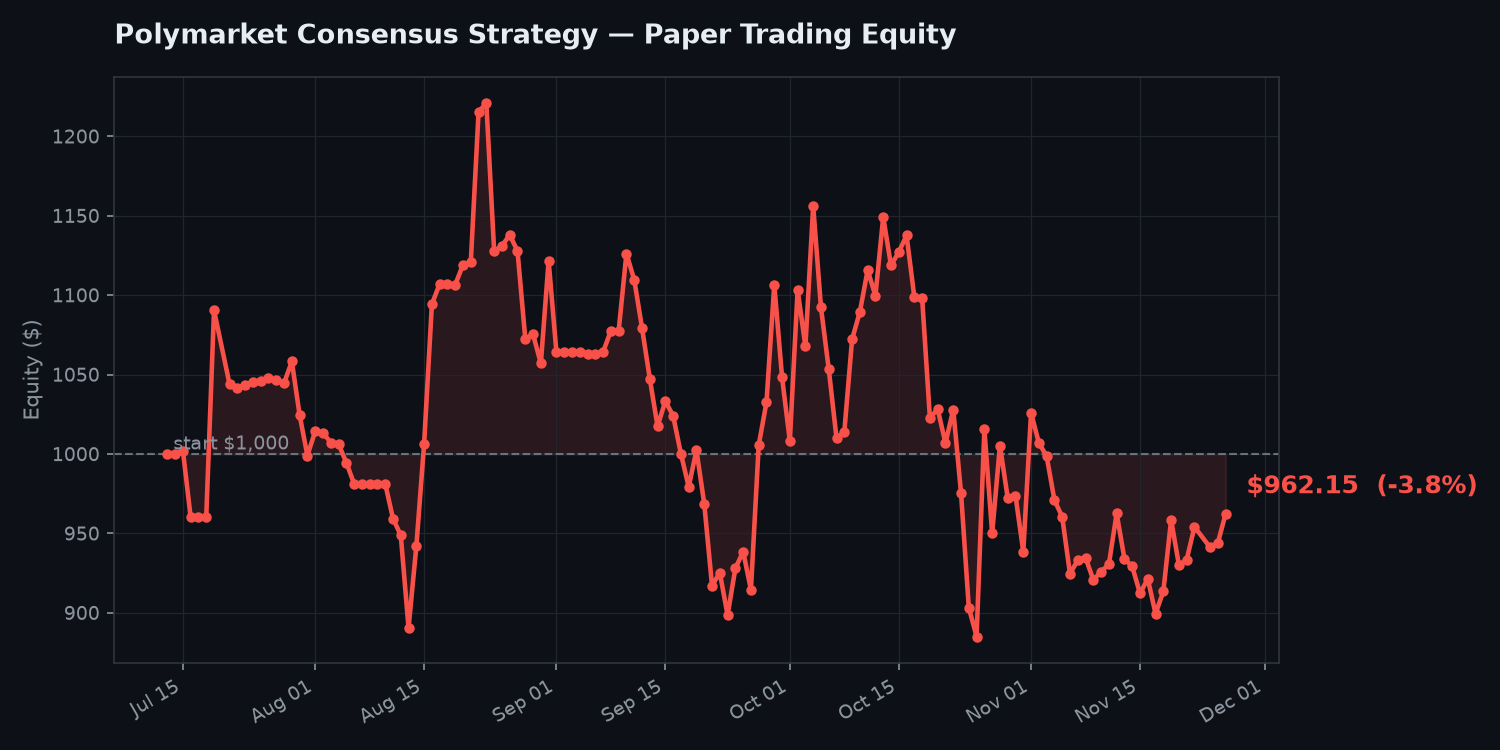 Polymarket Consensus Strategy — Paper Trading Equity
Equity ($)
1200
1150
1100
1050
1000
950
900
start $1,000
$962.15 (-3.8%)
Jul 15
Aug 01
Aug 15
Sep 01
Sep 15
Oct 01
Oct 15
Nov 01
Nov 15
Dec 01